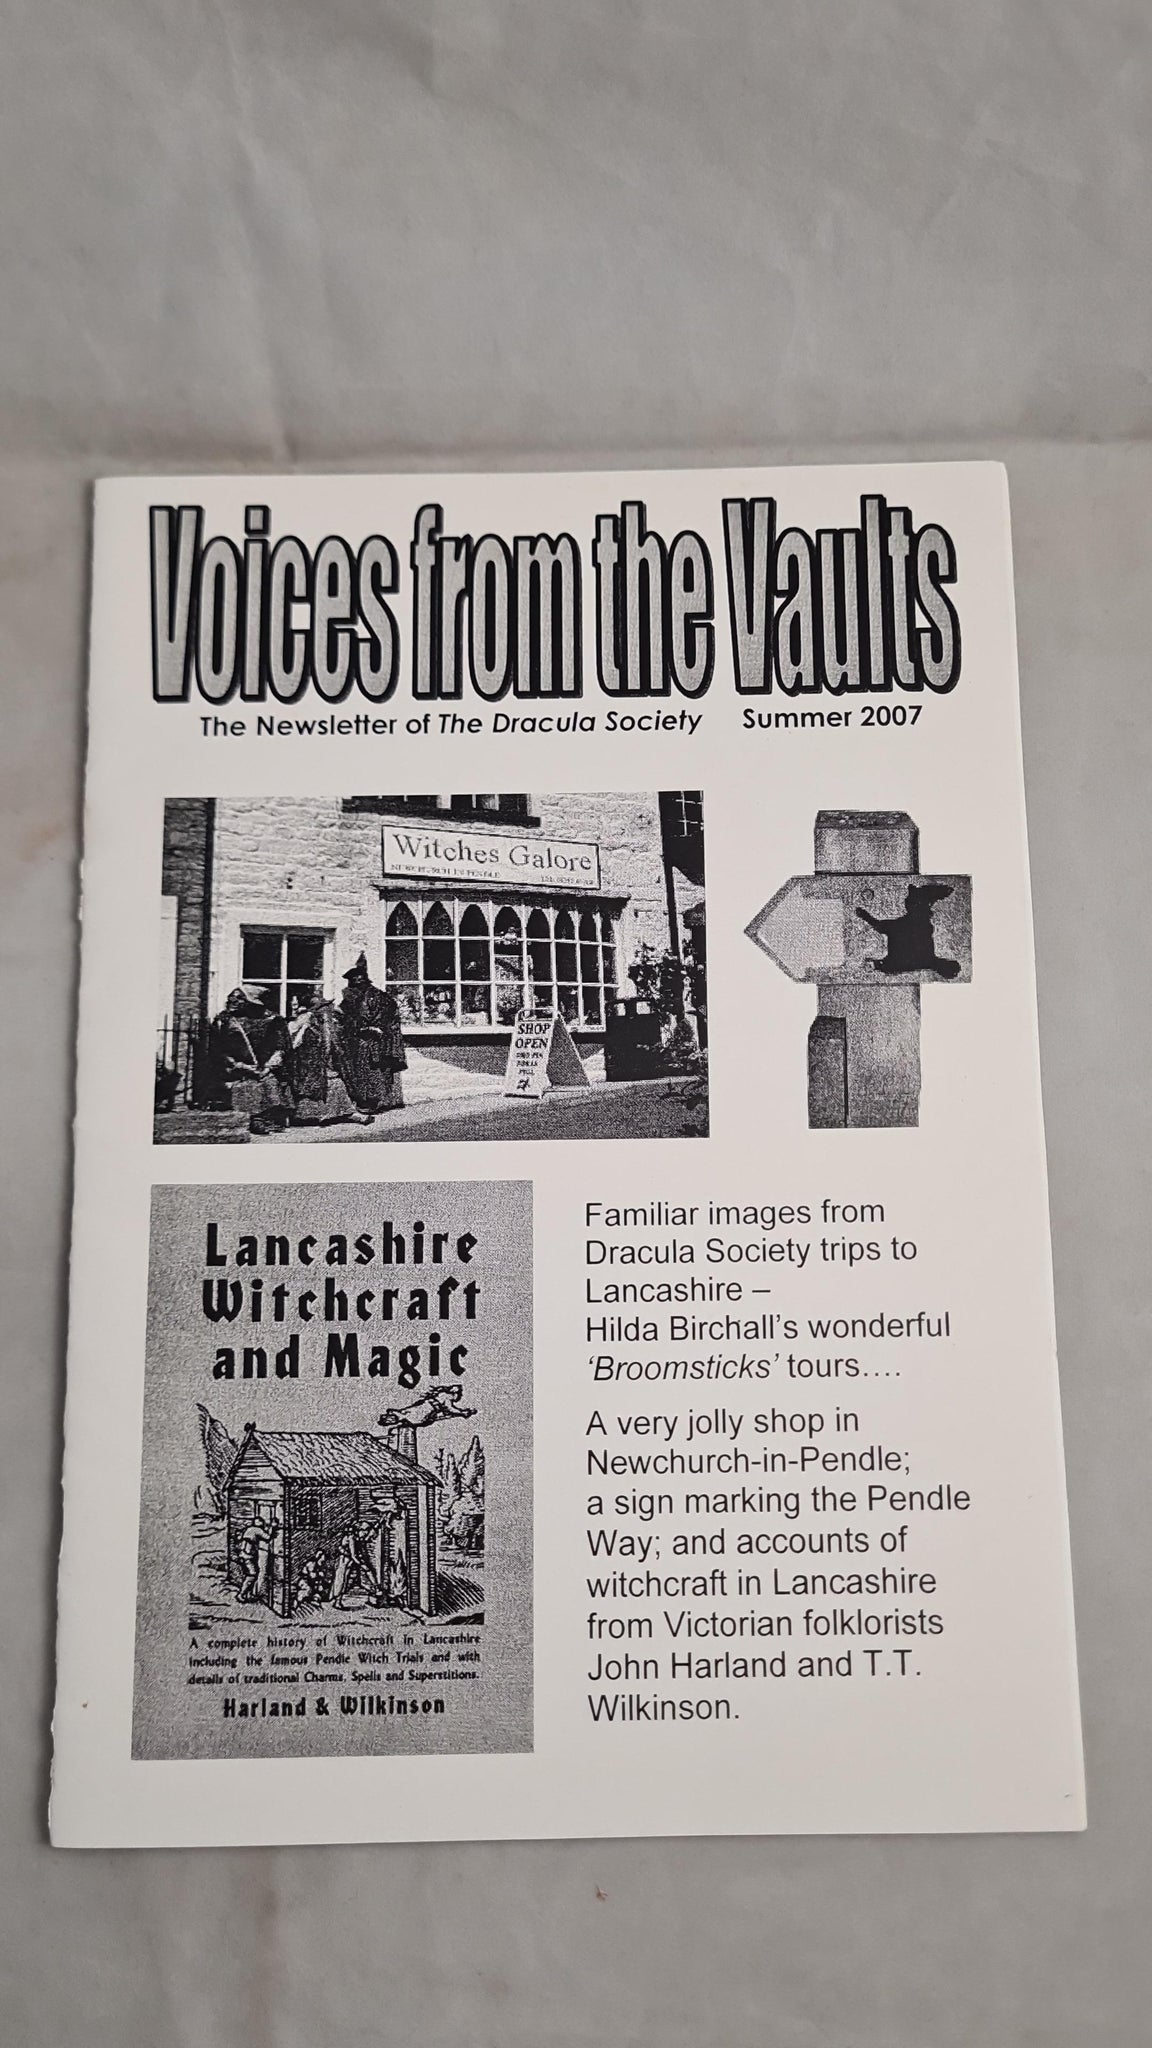 Voices from the Vaults
The Newsletter of The Dracula Society Summer 2007
Witches Galore
SHOP
OPEN
Lancashire
Witchcraft
and Magic
A complete history of Witchcraft in Lancashire
including the famous Pendle Witch Trials and with
details of traditional Charms, Spells and Superstitions.
Harland & Wilkinson
Familiar images from
Dracula Society trips to
Lancashire –
Hilda Birchall's wonderful
'Broomsticks' tours....
A very jolly shop in
Newchurch-in-Pendle;
a sign marking the Pendle
Way; and accounts of
witchcraft in Lancashire
from Victorian folklorists
John Harland and T.T.
Wilkinson.